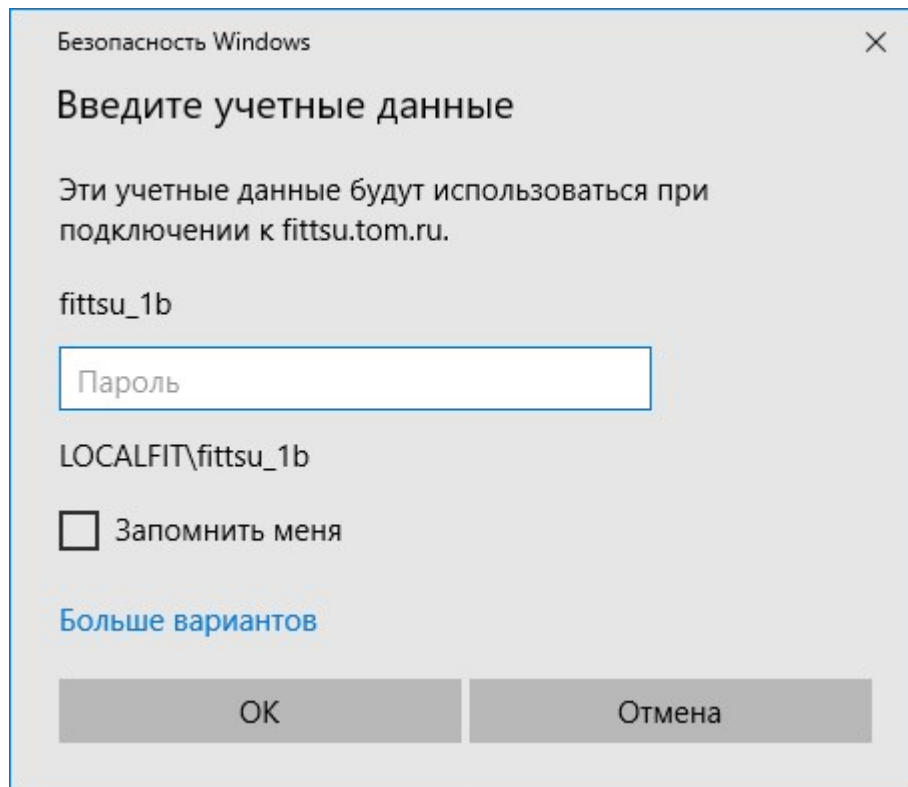 Безопасность Windows
Введите учетные данные
Эти учетные данные будут использоваться при
подключении к fittsu.tom.ru.
fittsu_1b
Пароль
LOCALFIT\fittsu_1b
Запомнить меня
Больше вариантов
ОК
Отмена